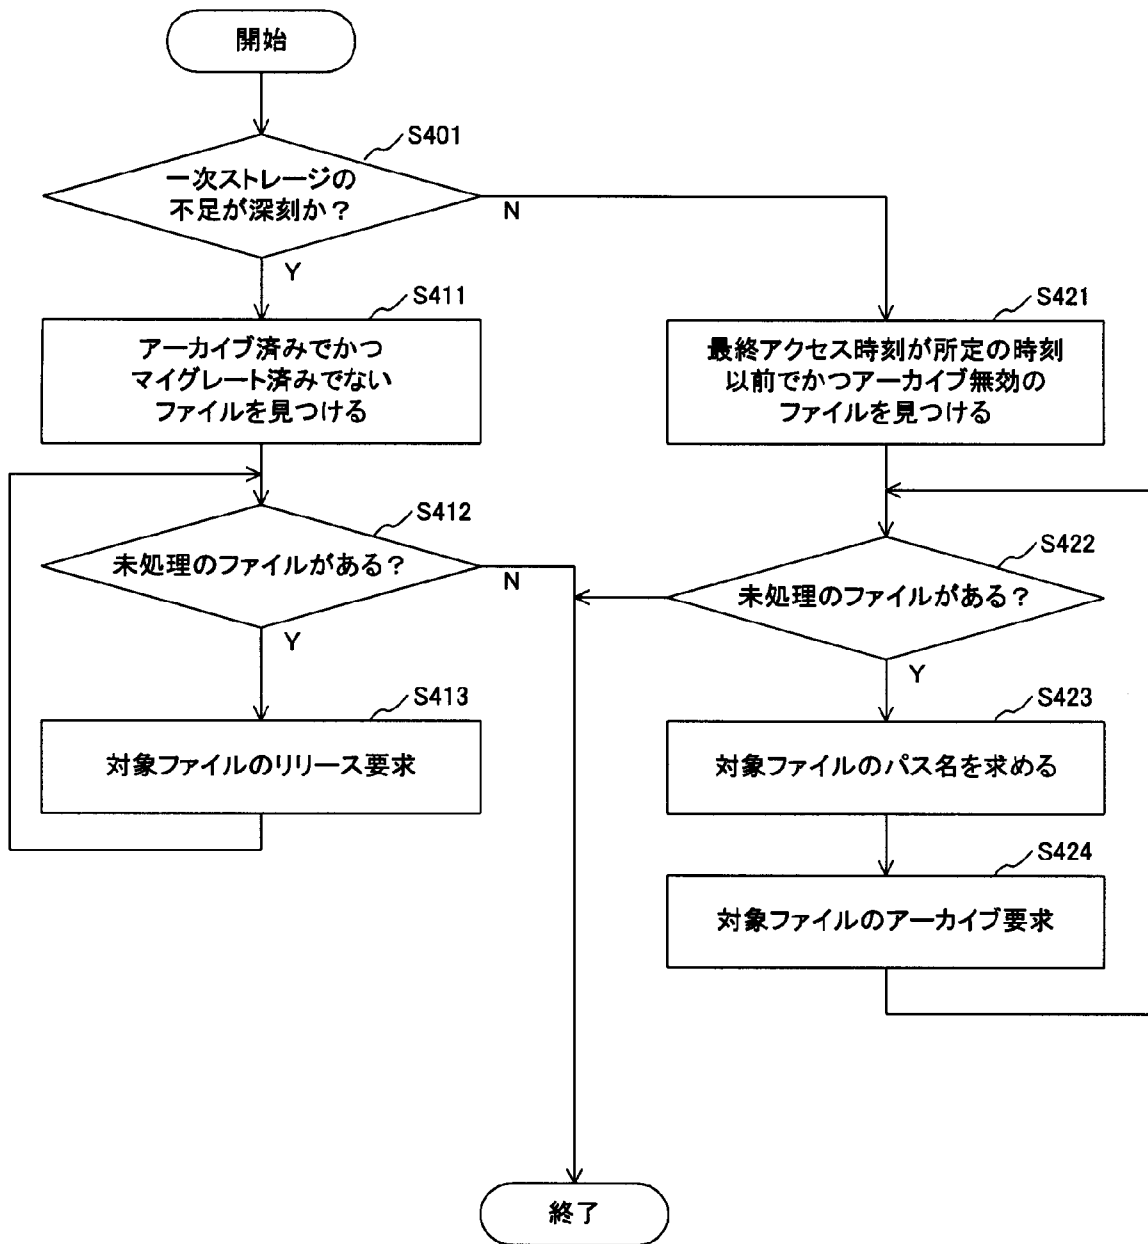 開始
S401
一次ストレージの
不足が深刻か？
N
Y
S411
アーカイブ済みでかつ
マイグレート済みでない
ファイルを見つける
S421
最終アクセス時刻が所定の時刻
以前でかつアーカイブ無効の
ファイルを見つける
S412
未処理のファイルがある？
N
Y
S422
未処理のファイルがある？
Y
S413
対象ファイルのリリース要求
S423
対象ファイルのパス名を求める
S424
対象ファイルのアーカイブ要求
終了